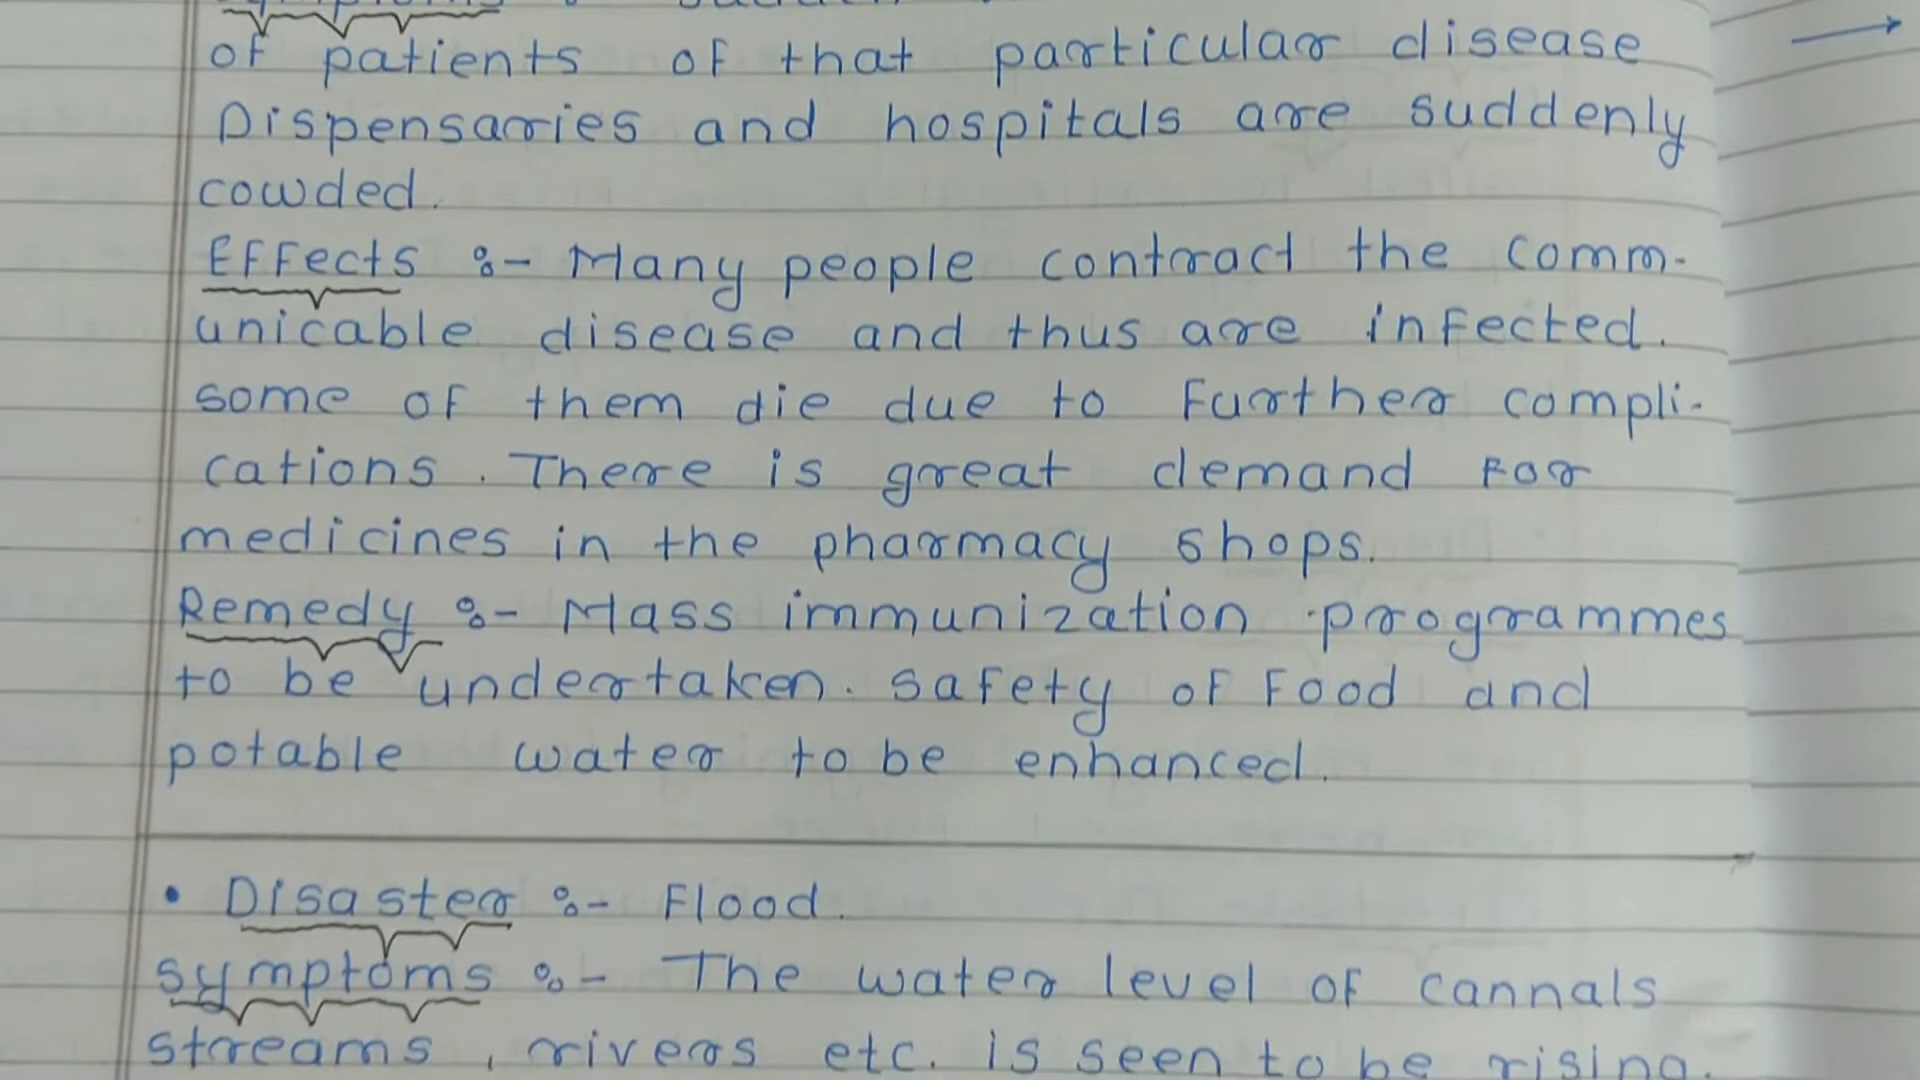 of patients of that particular disease
Dispensaries and hospitals are suddenly
cowded.
Effects :- Many people contract the comm-
unicable disease and thus are infected.
some of them die due to further compli-
cations. There is great demand for
medicines in the pharmacy shops.
Remedy :- Mass immunization programmes
to be undertaken. safety of food and
potable water to be enhanced.
• Disaster :- Flood.
symptoms :- The water level of cannals
streams, rivers etc. is seen to be rising.